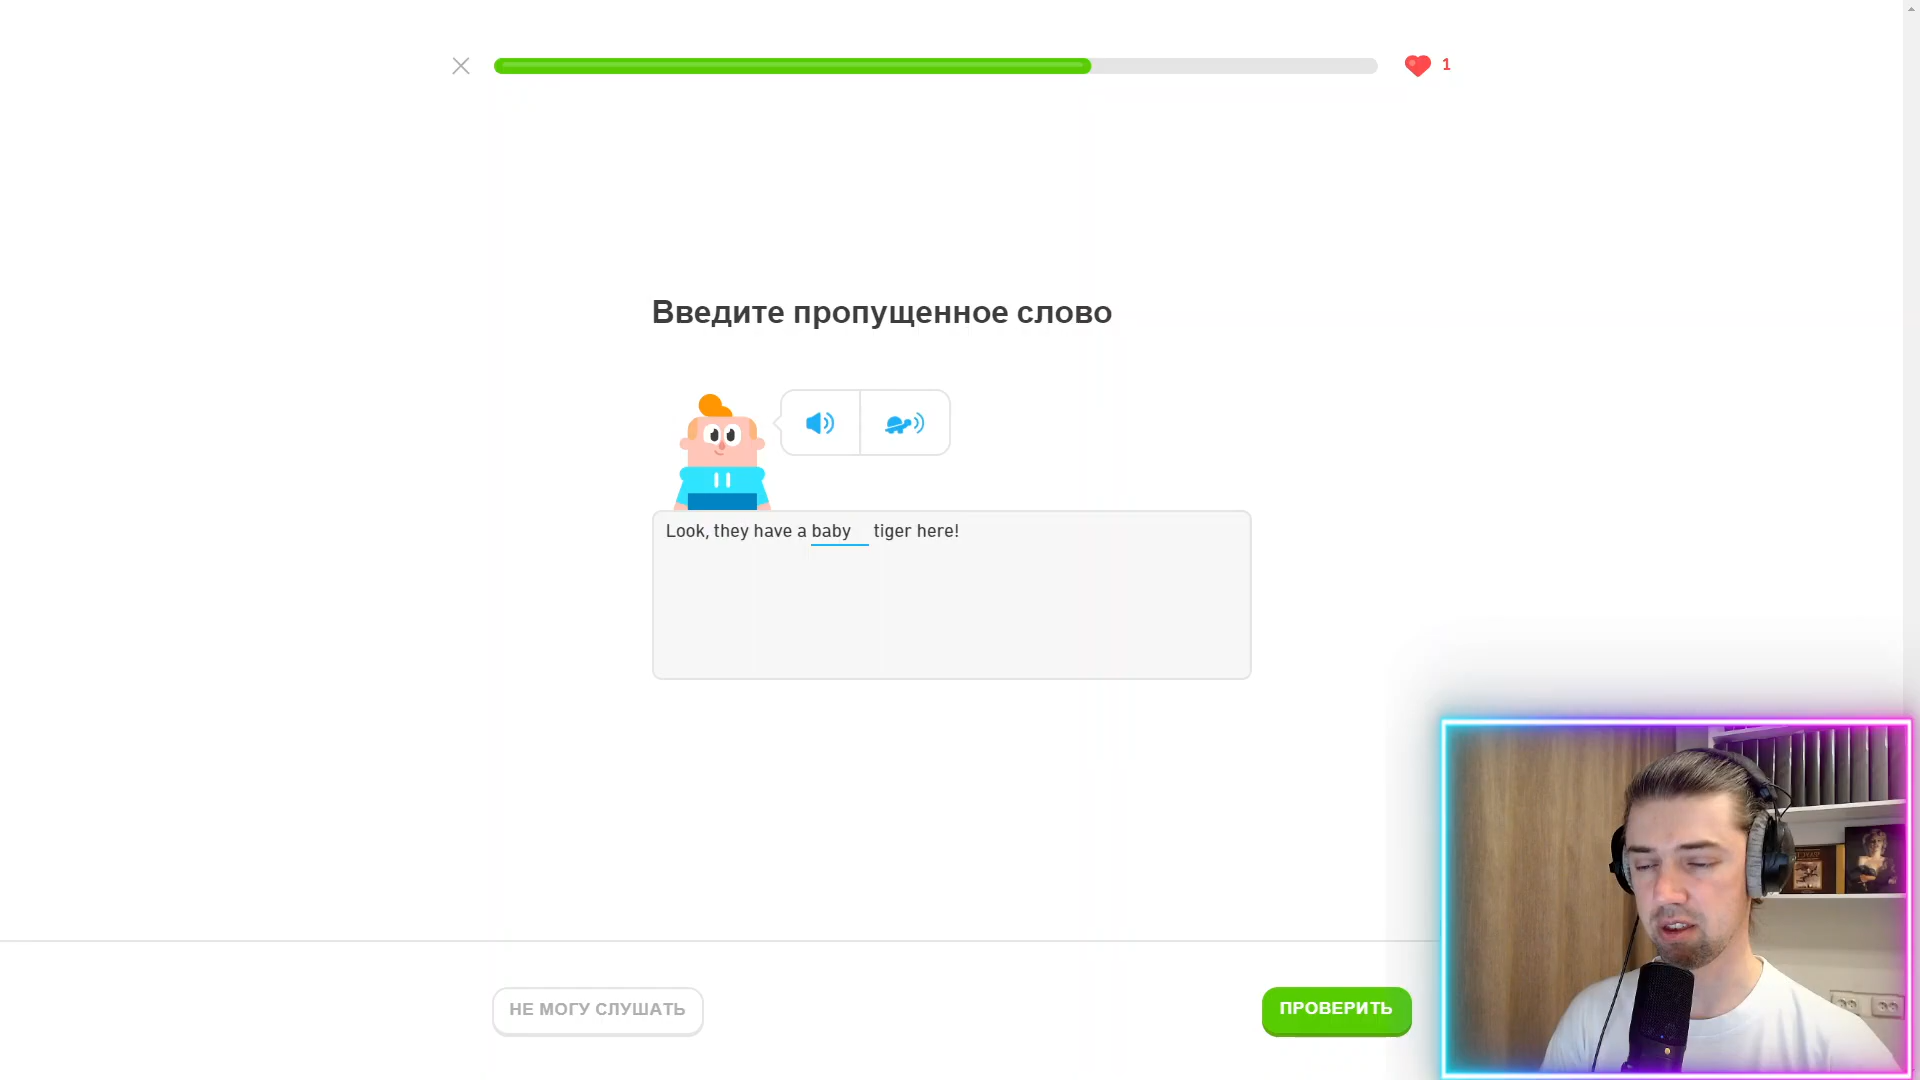 1
Введите пропущенное слово
Look, they have a baby tiger here!
НЕ МОГУ СЛУШАТЬ
ПРОВЕРИТЬ